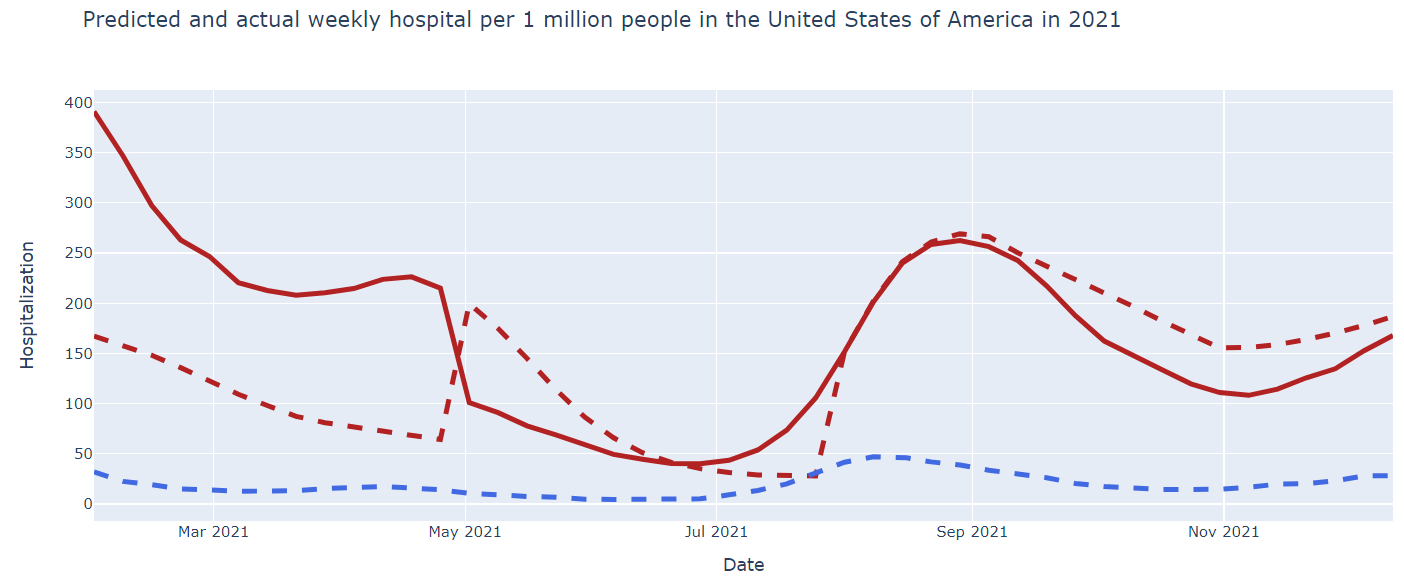 Predicted and actual weekly hospital per 1 million people in the United States of America in 2021
400
350
300
250
200
150
100
50
0
Hospitalization
Mar 2021
May 2021
Jul 2021
Sep 2021
Nov 2021
Date